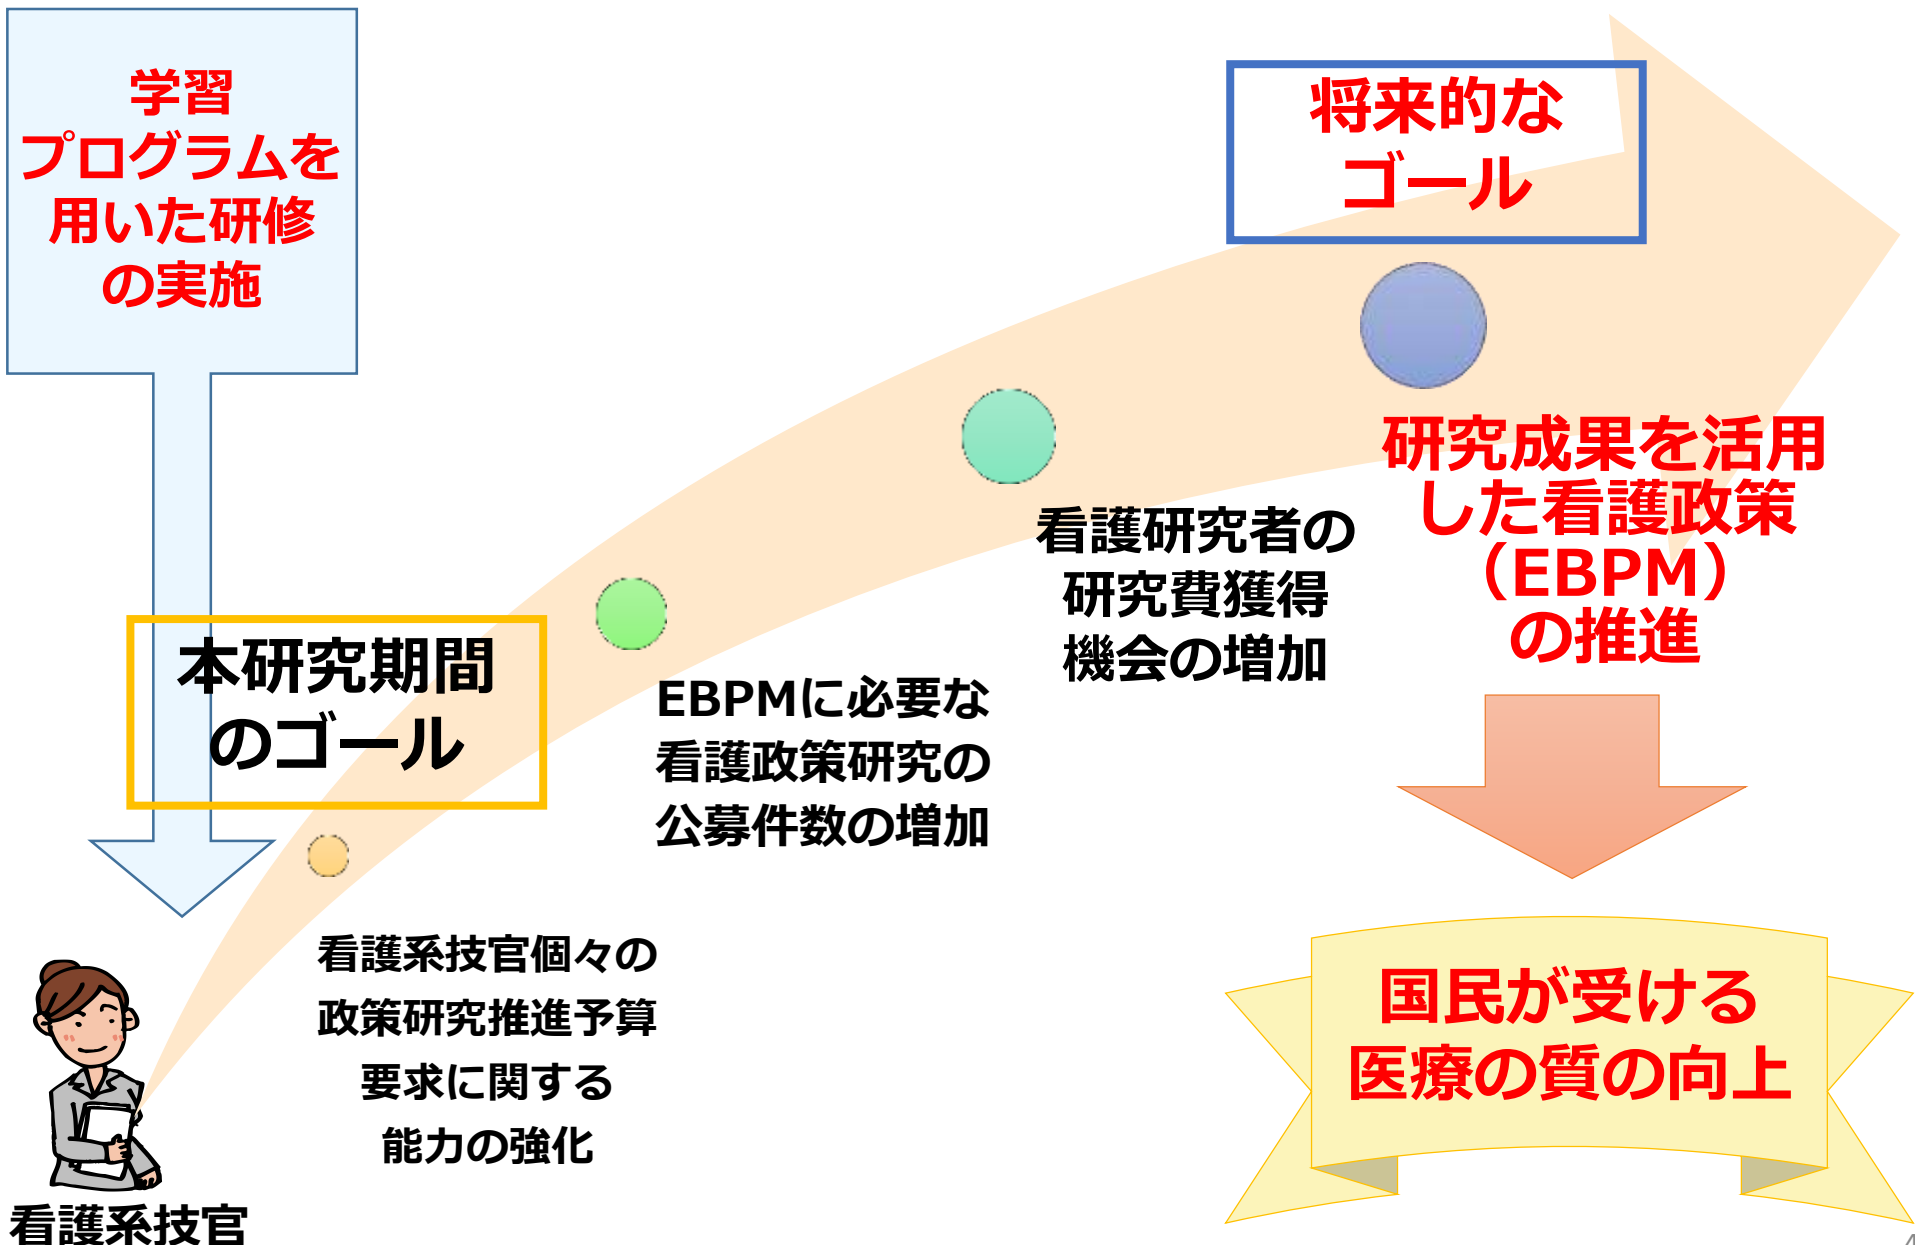 学習
プログラムを
用いた研修
の実施
将来的な
ゴール
本研究期間
のゴール
研究成果を活用
した看護政策
（EBPM）
の推進
看護研究者の
研究費獲得
機会の増加
EBPMに必要な
看護政策研究の
公募件数の増加
看護系技官個々の
政策研究推進予算
要求に関する
能力の強化
国民が受ける
医療の質の向上
看護系技官
4